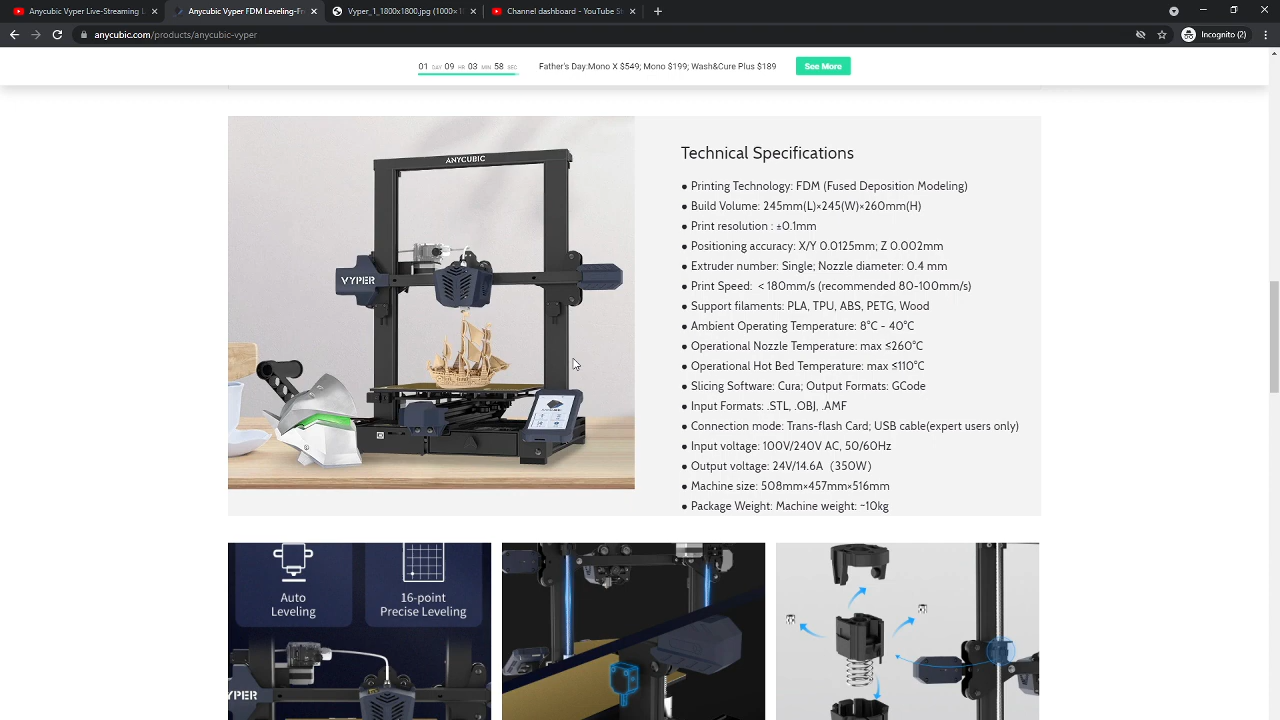 Anycubic Vyper Live-Streaming L
Anycubic Vyper FDM Leveling-Fr
Vyper_1_1800x1800.jpg (1000×1
Channel dashboard - YouTube S
anycubic.com/products/anycubic-vyper
Incognito (2)
01 DAY 09 HR 03 MIN 58 SEC
Father's Day:Mono X $549; Mono $199; Wash&Cure Plus $189
See More
ANYCUBIC
VYPER
Technical Specifications
● Printing Technology: FDM (Fused Deposition Modeling)
● Build Volume: 245mm(L)×245(W)×260mm(H)
● Print resolution : ±0.1mm
● Positioning accuracy: X/Y 0.0125mm; Z 0.002mm
● Extruder number: Single; Nozzle diameter: 0.4 mm
● Print Speed: < 180mm/s (recommended 80-100mm/s)
● Support filaments: PLA, TPU, ABS, PETG, Wood
● Ambient Operating Temperature: 8°C - 40°C
● Operational Nozzle Temperature: max ≤260°C
● Operational Hot Bed Temperature: max ≤110°C
● Slicing Software: Cura; Output Formats: GCode
● Input Formats: .STL, .OBJ, .AMF
● Connection mode: Trans-flash Card; USB cable(expert users only)
● Input voltage: 100V/240V AC, 50/60Hz
● Output voltage: 24V/14.6A（350W）
● Machine size: 508mm×457mm×516mm
● Package Weight: Machine weight: ~10kg
Auto
Leveling
16-point
Precise Leveling
VYPER